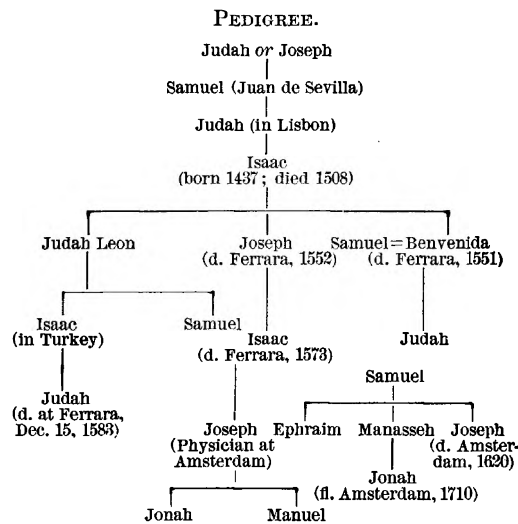 PEDIGREE.
Judah or Joseph
Samuel (Juan de Sevilla)
Judah (in Lisbon)
Isaac
(born 1437; died 1508)
Judah Leon
Joseph
(d. Ferrara, 1552)
Samuel=Benvenida
(d. Ferrara, 1551)
Isaac
(in Turkey)
Samuel
Isaac
(d. Ferrara, 1573)
Judah
Judah
(d. at Ferrara,
Dec. 15, 1583)
Samuel
Joseph
(Physician at
Amsterdam)
Ephraim
Manasseh
Joseph
(d. Amster-
dam, 1620)
Jonah
(fl. Amsterdam, 1710)
Jonah
Manuel